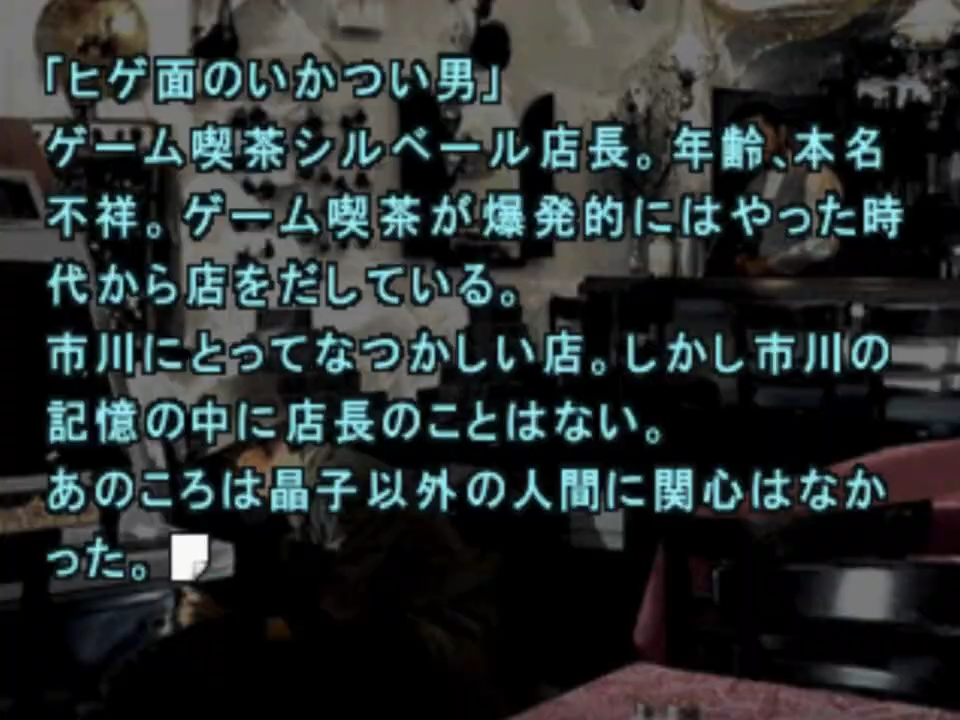 「ヒゲ面のいかつい男」
ゲーム喫茶シルベール店長。年齢、本名
不祥。ゲーム喫茶が爆発的にはやった時
代から店をだしている。
市川にとってなつかしい店。しかし市川の
記憶の中に店長のことはない。
あのころは晶子以外の人間に関心はなか
った。